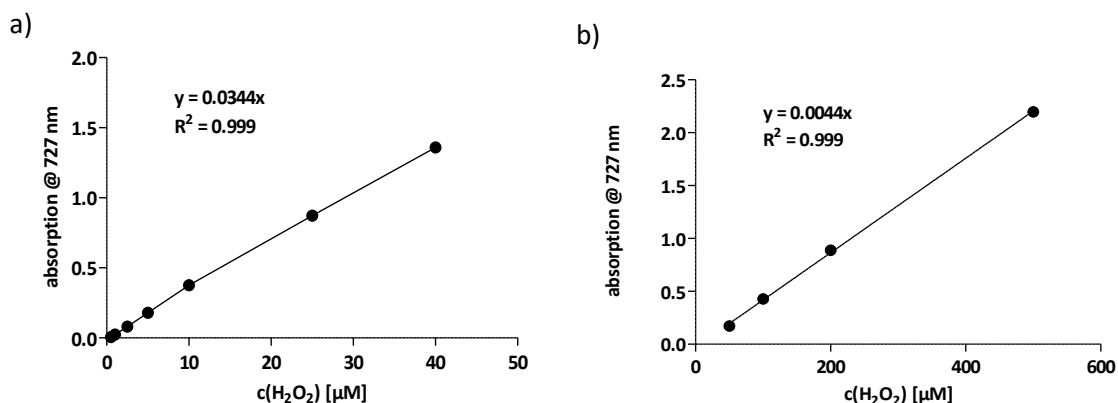 a)
2.0
1.5
1.0
0.5
0.0
absorption @ 727 nm
y = 0.0344x
R² = 0.999
0 10 20 30 40 50
c(H₂O₂) [µM]
b)
2.5
2.0
1.5
1.0
0.5
0.0
absorption @ 727 nm
y = 0.0044x
R² = 0.999
0 200 400 600
c(H₂O₂) [µM]